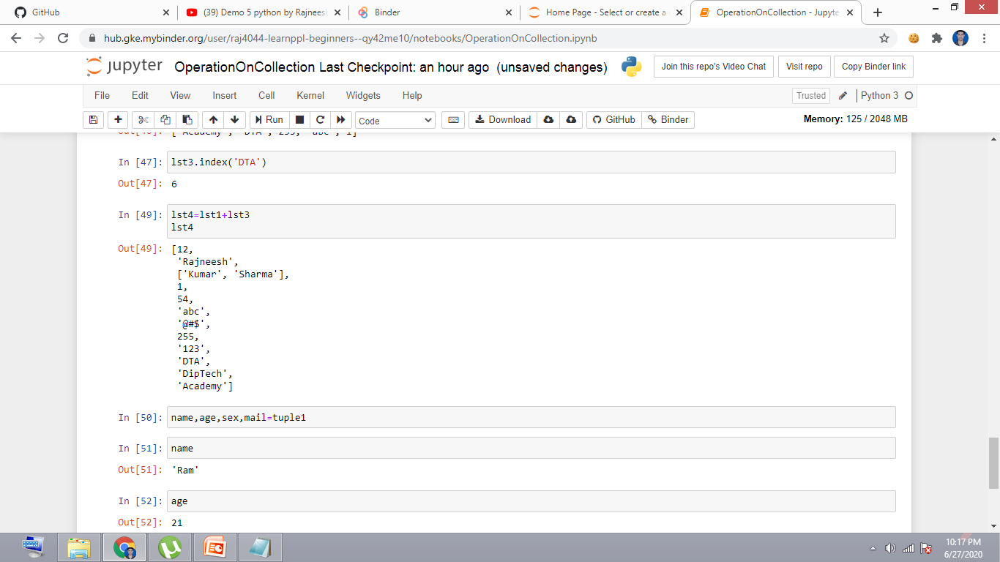 GitHub
(39) Demo 5 python by Rajnees
Binder
Home Page - Select or create a
OperationOnCollection - Jupyte
hub.gke.mybinder.org/user/raj4044-learnppl-beginners--qy42me10/notebooks/OperationOnCollection.ipynb
jupyter OperationOnCollection Last Checkpoint: an hour ago (unsaved changes)
Join this repo's Video Chat
Visit repo
Copy Binder link
File Edit View Insert Cell Kernel Widgets Help
Trusted
Python 3
Run
Code
Download
GitHub
Binder
Memory: 125 / 2048 MB
In [47]: lst3.index('DTA')
Out[47]: 6
In [49]: lst4=lst1+lst3
lst4
Out[49]: [12,
'Rajneesh',
['Kumar', 'Sharma'],
1,
54,
'abc',
'@#$',
255,
'123',
'DTA',
'DipTech',
'Academy']
In [50]: name,age,sex,mail=tuple1
In [51]: name
Out[51]: 'Ram'
In [52]: age
Out[52]: 21
10:17 PM
6/27/2020